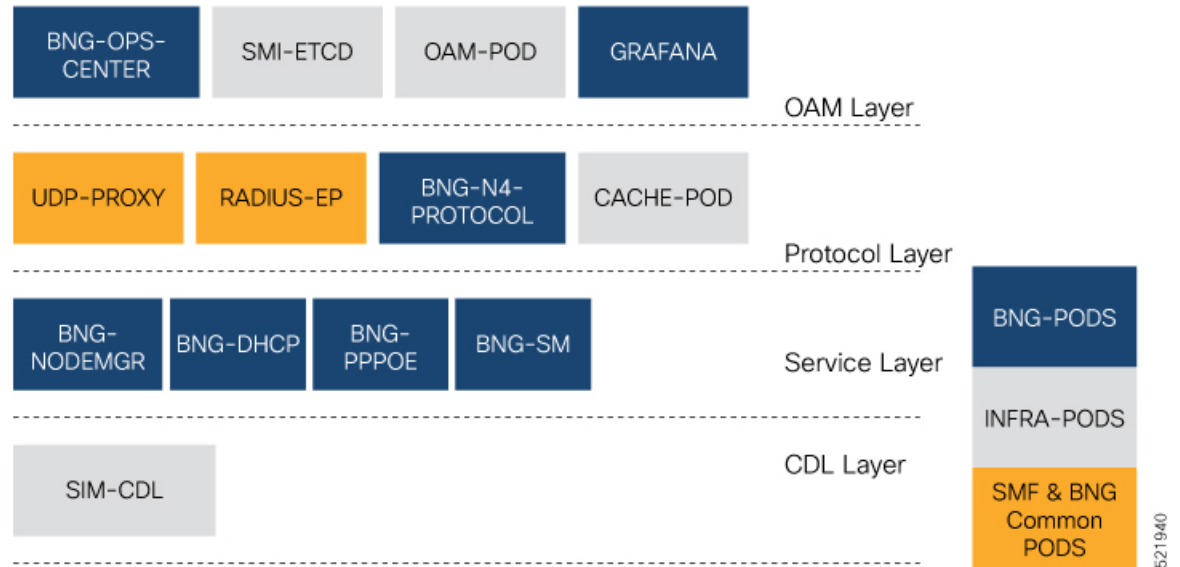 BNG-OPS-
CENTER
SMI-ETCD
OAM-POD
GRAFANA
OAM Layer
UDP-PROXY
RADIUS-EP
BNG-N4-
PROTOCOL
CACHE-POD
Protocol Layer
BNG-
NODEMGR
BNG-DHCP
BNG-
PPPOE
BNG-SM
Service Layer
SIM-CDL
CDL Layer
BNG-PODS
INFRA-PODS
SMF & BNG
Common
PODS
521940